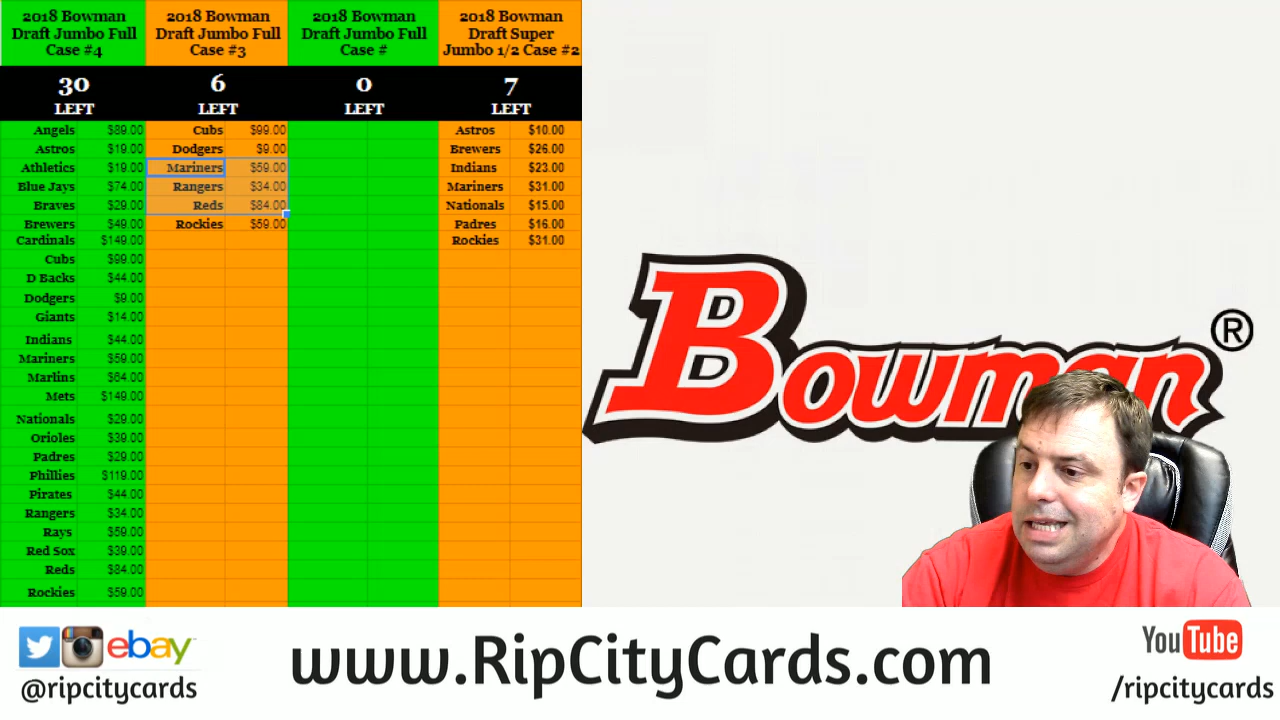 2018 Bowman
Draft Jumbo Full
Case #4
30
LEFT
Angels $89.00
Astros $19.00
Athletics $19.00
Blue Jays $74.00
Braves $29.00
Brewers $49.00
Cardinals $149.00
Cubs $99.00
D Backs $44.00
Dodgers $9.00
Giants $14.00
Indians $44.00
Mariners $59.00
Marlins $64.00
Mets $149.00
Nationals $29.00
Orioles $39.00
Padres $29.00
Phillies $119.00
Pirates $44.00
Rangers $34.00
Rays $59.00
Red Sox $39.00
Reds $84.00
Rockies $59.00
2018 Bowman
Draft Jumbo Full
Case #3
6
LEFT
Cubs $99.00
Dodgers $9.00
Mariners $59.00
Rangers $34.00
Reds $84.00
Rockies $59.00
2018 Bowman
Draft Jumbo Full
Case #
0
LEFT
2018 Bowman
Draft Super
Jumbo 1/2 Case #2
7
LEFT
Astros $10.00
Brewers $26.00
Indians $23.00
Mariners $31.00
Nationals $15.00
Padres $16.00
Rockies $31.00
Bowman®
ebay™
@ripcitycards
www.RipCityCards.com
YouTube
/ripcitycards